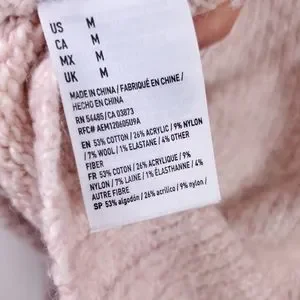 US M
CA M
MX M
UK M
MADE IN CHINA / FABRIQUÉ EN CHINE /
HECHO EN CHINA
RN 54485 / CA 03873
RFC# AEM120605U9A
EN 53% COTTON / 26% ACRYLIC / 9% NYLON
/ 7% WOOL / 1% ELASTANE / 4% OTHER
FIBER
FR 53% COTON / 26% ACRYLIQUE / 9%
NYLON / 7% LAINE / 1% ÉLASTHANNE / 4%
AUTRE FIBRE
SP 53% algodón / 26% acrílico / 9% nylon /